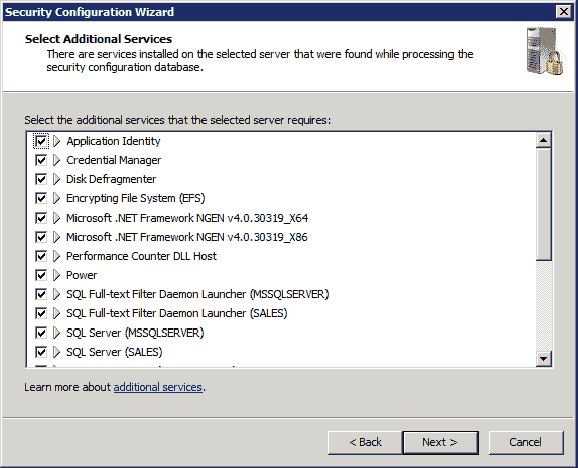 Security Configuration Wizard
Select Additional Services
There are services installed on the selected server that were found while processing the
security configuration database.
Select the additional services that the selected server requires:
Application Identity
Credential Manager
Disk Defragmenter
Encrypting File System (EFS)
Microsoft .NET Framework NGEN v4.0.30319_X64
Microsoft .NET Framework NGEN v4.0.30319_X86
Performance Counter DLL Host
Power
SQL Full-text Filter Daemon Launcher (MSSQLSERVER)
SQL Full-text Filter Daemon Launcher (SALES)
SQL Server (MSSQLSERVER)
SQL Server (SALES)
Learn more about additional services.
< Back
Next >
Cancel